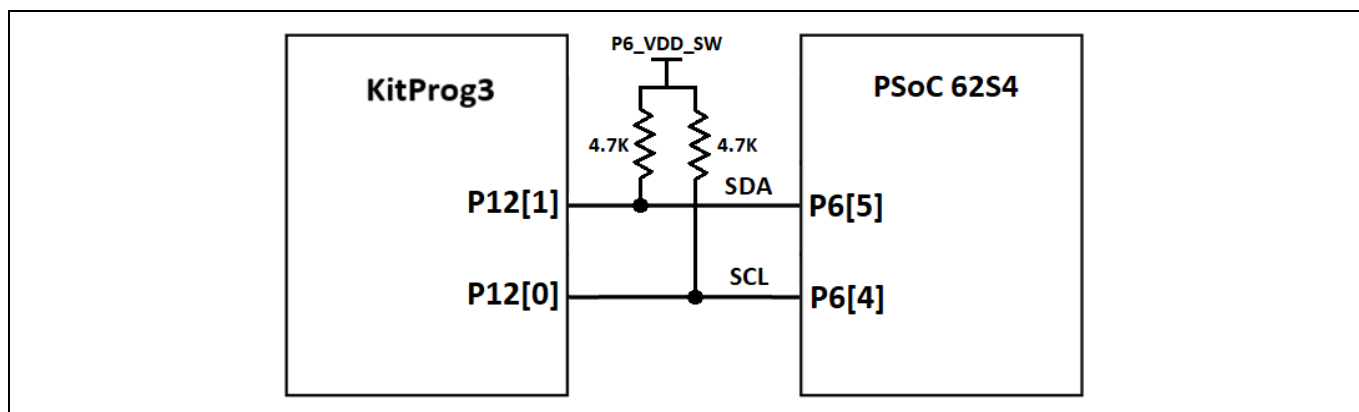 P6_VDD_SW
KitProg3
PSoC 62S4
4.7K
4.7K
SDA
P12[1]
P6[5]
SCL
P12[0]
P6[4]